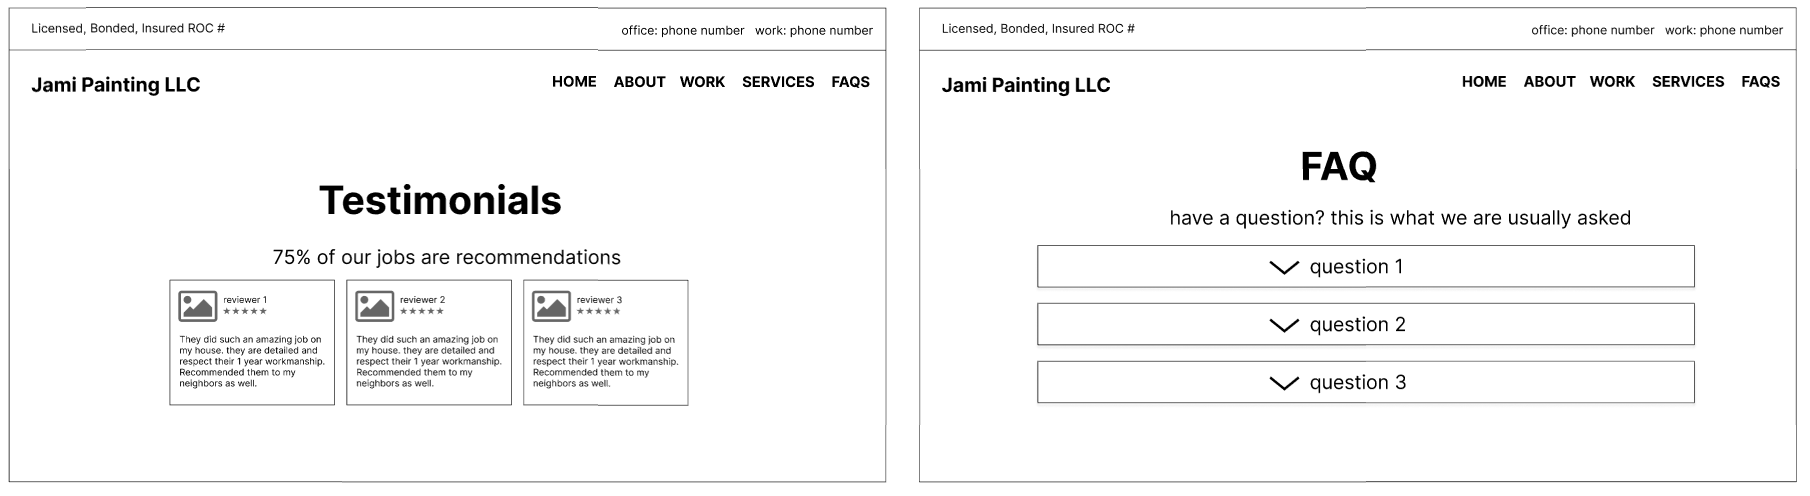 Licensed, Bonded, Insured ROC #
office: phone number work: phone number
Jami Painting LLC
HOME ABOUT WORK SERVICES FAQS
Testimonials
75% of our jobs are recommendations
reviewer 1
★★★★★
They did such an amazing job on
my house. they are detailed and
respect their 1 year workmanship.
Recommended them to my
neighbors as well.
reviewer 2
★★★★★
They did such an amazing job on
my house. they are detailed and
respect their 1 year workmanship.
Recommended them to my
neighbors as well.
reviewer 3
★★★★★
They did such an amazing job on
my house. they are detailed and
respect their 1 year workmanship.
Recommended them to my
neighbors as well.
Licensed, Bonded, Insured ROC #
office: phone number work: phone number
Jami Painting LLC
HOME ABOUT WORK SERVICES FAQS
FAQ
have a question? this is what we are usually asked
question 1
question 2
question 3